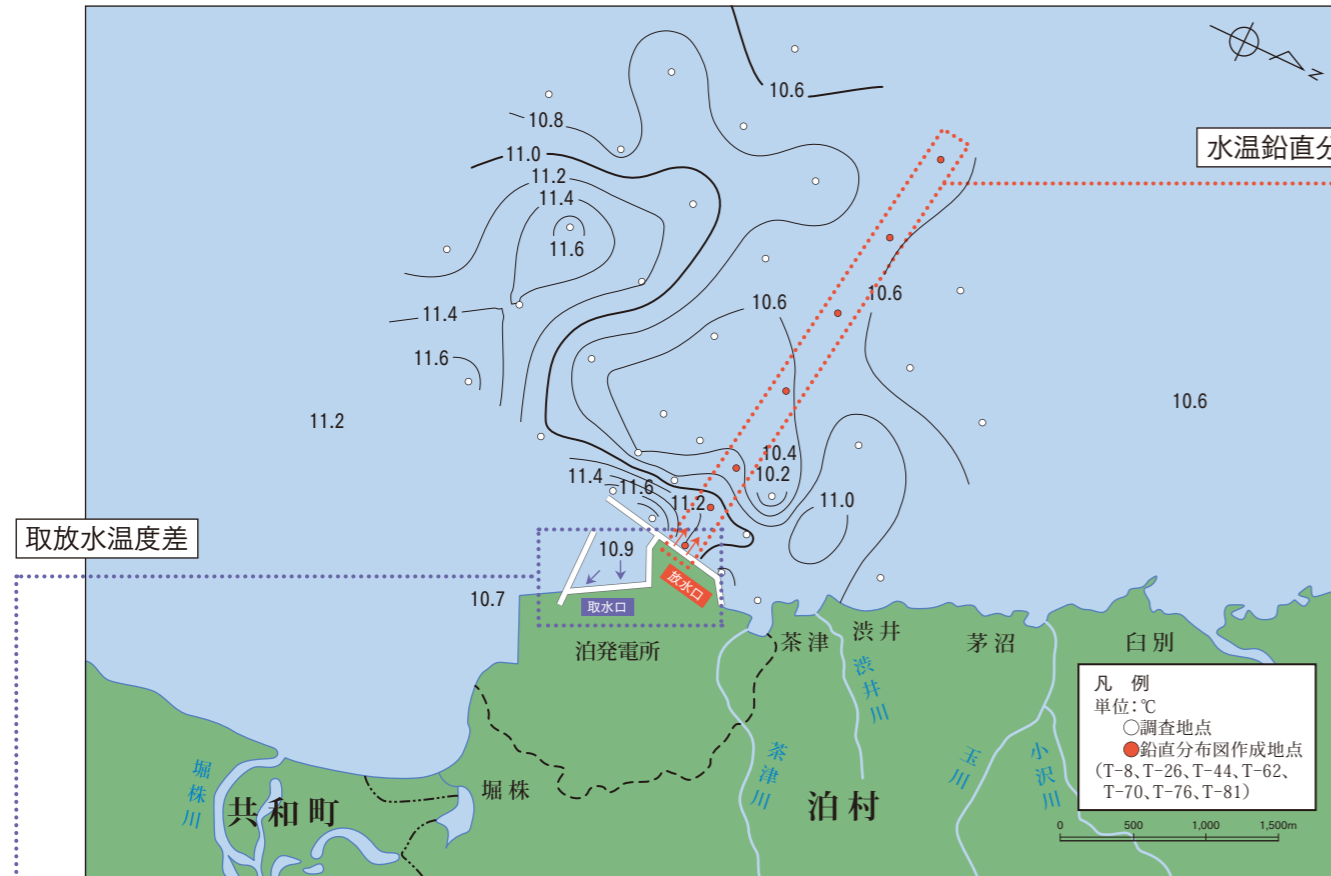 N
10.6
10.8
11.0
11.2
11.4
11.6
水温鉛直分
11.4
11.6
10.6
10.6
11.2
10.6
10.4
10.2
11.4
11.6
11.2
11.0
取放水温度差
10.9
10.7
取水口
放水口
泊発電所
茶津
渋井
茅沼
臼別
渋井川
茶津川
玉川
小沢川
堀株川
堀株
共和町
泊村
凡 例
単位:℃
○調査地点
●鉛直分布図作成地点
(T-8、T-26、T-44、T-62、
T-70、T-76、T-81)
0 500 1,000 1,500m